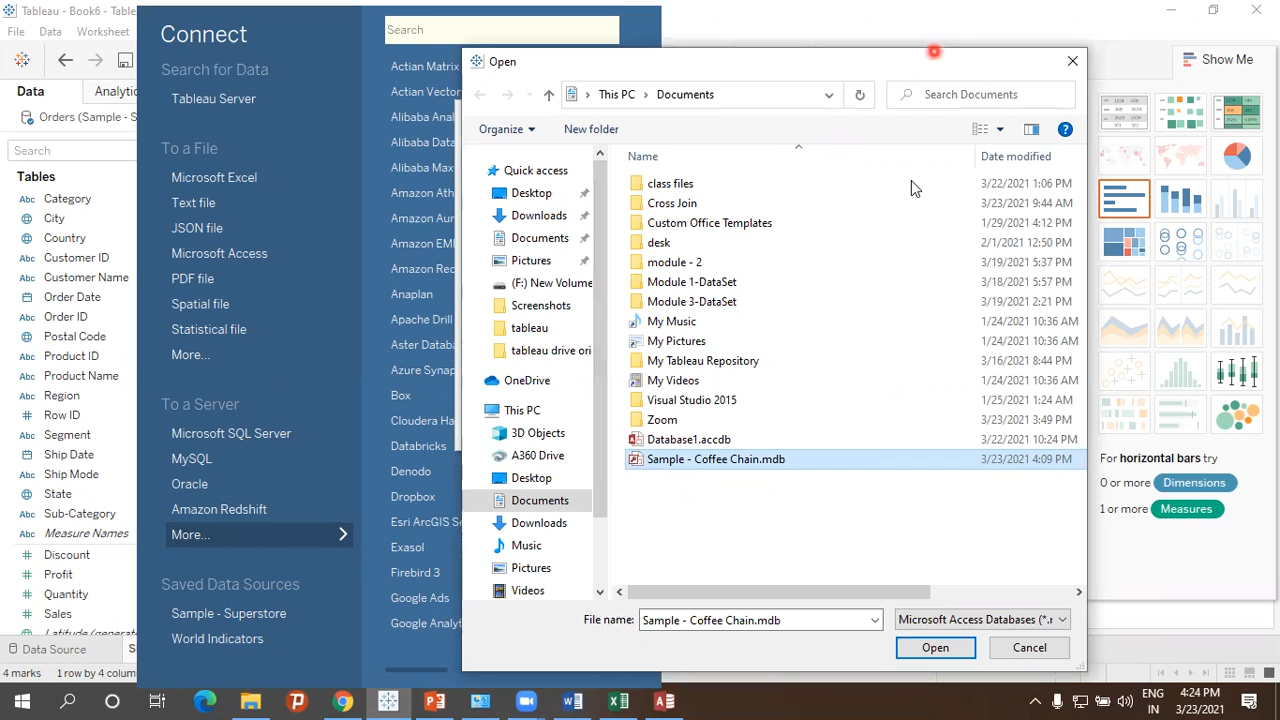 Tableau - Book6 - Table
File
Data
Worksheet
Data
Analytic
Orders (Sample - S
Search
Tables
Abc Category
City
Country
Abc Customer ID
Abc Customer Name
Order Date
Abc Order ID
Postal Code
Abc Product ID
Abc Product Name
Region
# Row ID
Abc Segment
Ship Date
Abc Ship Mode
State
Abc Sub-Category
Abc Measure Names
# Discount
# Profit
# Quantity
# Sales
Latitude (generated)
Data Source
4 marks 1 row by 4 colum
Connect
Search for Data
Tableau Server
To a File
Microsoft Excel
Text file
JSON file
Microsoft Access
PDF file
Spatial file
Statistical file
More...
To a Server
Microsoft SQL Server
MySQL
Oracle
Amazon Redshift
More...
Saved Data Sources
Sample - Superstore
World Indicators
Search
Actian Matrix
Actian Vector
Alibaba Anal
Alibaba Data
Alibaba Max
Amazon Ath
Amazon Aur
Amazon EM
Amazon Red
Anaplan
Apache Drill
Aster Databa
Azure Synap
Box
Cloudera Ha
Databricks
Denodo
Dropbox
Esri ArcGIS Se
Exasol
Firebird 3
Google Ads
Google Analyt
Open
This PC
Documents
Search Documents
Organize
New folder
Quick access
Desktop
Downloads
Documents
Pictures
(F:) New Volume
Screenshots
tableau
tableau drive ori
OneDrive
This PC
3D Objects
A360 Drive
Desktop
Documents
Downloads
Music
Pictures
Videos
Name Date modified
class files 3/22/2021 1:06 PM
Cross Join 3/23/2021 9:44 AM
Custom Office Templates 1/29/2021 4:12 PM
desk 2/1/2021 12:50 PM
module - 2 3/19/2021 5:37 PM
Module 1-DataSet 3/18/2021 5:57 PM
Module 3-DataSet 3/19/2021 2:21 PM
My Music 1/24/2021 10:36 AM
My Pictures 1/24/2021 10:36 AM
My Tableau Repository 3/16/2021 8:44 PM
My Videos 1/24/2021 10:36 AM
Visual Studio 2015 1/25/2021 1:24 AM
Zoom 3/23/2021 3:49 PM
Database1.accdb 3/22/2021 10:24 PM
Sample - Coffee Chain.mdb 3/23/2021 4:09 PM
File name: Sample - Coffee Chain.mdb
Microsoft Access Databases (*.r
Open
Cancel
Show Me
For horizontal bars try
0 or more Dimensions
1 or more Measures
ENG
IN
4:24 PM
3/23/2021